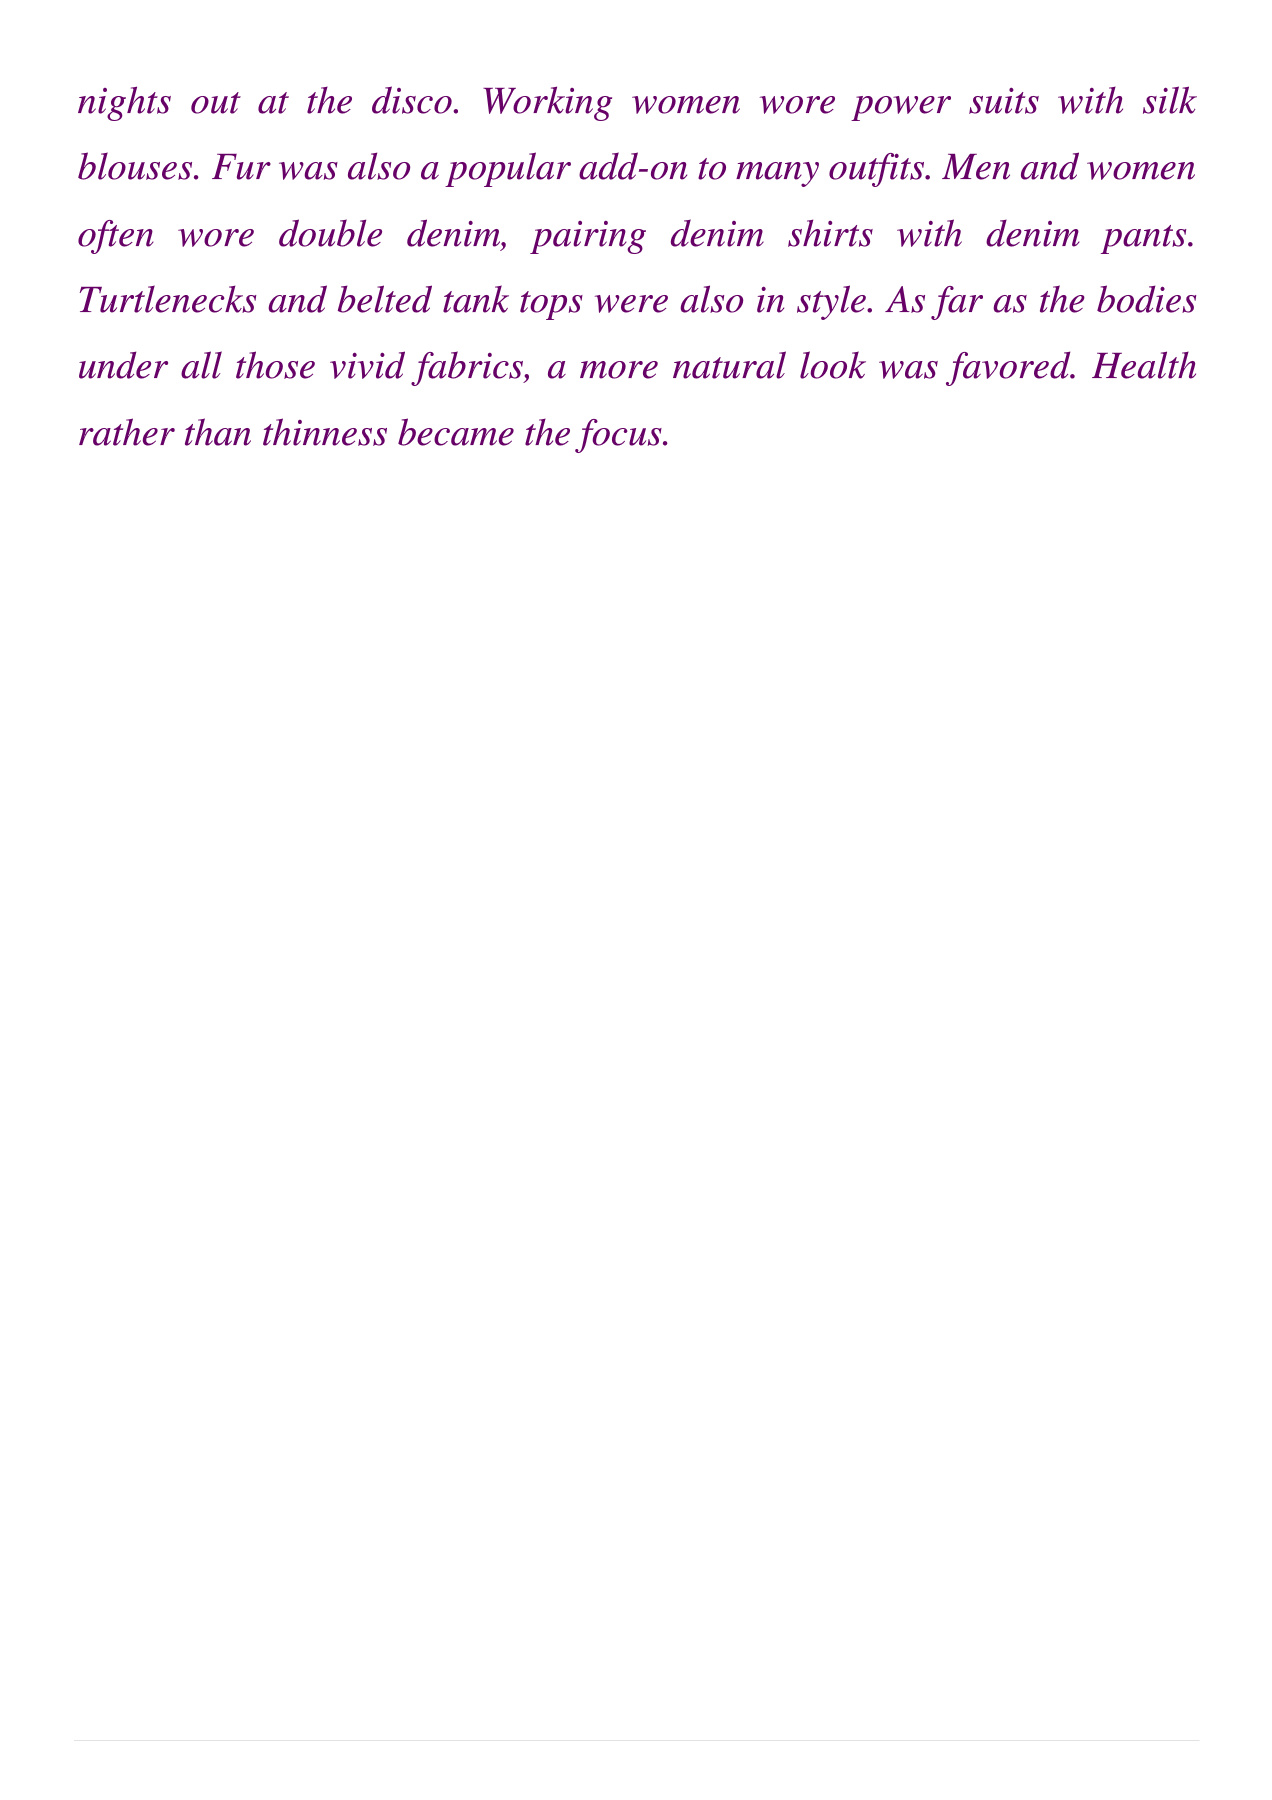 nights out at the disco. Working women wore power suits with silk
blouses. Fur was also a popular add-on to many outfits. Men and women
often wore double denim, pairing denim shirts with denim pants.
Turtlenecks and belted tank tops were also in style. As far as the bodies
under all those vivid fabrics, a more natural look was favored. Health
rather than thinness became the focus.